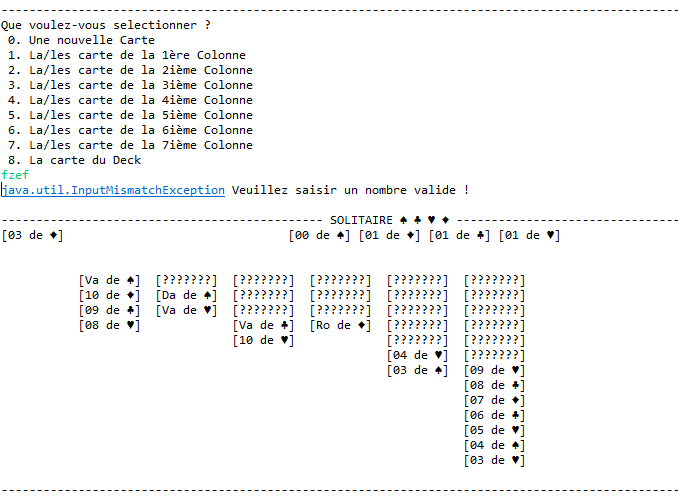 --------------------------------------------------------------------------------------------
Que voulez-vous selectionner ?
 0. Une nouvelle Carte
 1. La/les carte de la 1ère Colonne
 2. La/les carte de la 2ième Colonne
 3. La/les carte de la 3ième Colonne
 4. La/les carte de la 4ième Colonne
 5. La/les carte de la 5ième Colonne
 6. La/les carte de la 6ième Colonne
 7. La/les carte de la 7ième Colonne
 8. La carte du Deck
fzef
java.util.InputMismatchException Veuillez saisir un nombre valide !
------------------------------------------ SOLITAIRE ♠ ♣ ♥ ♦ -----------------------------
[03 de ♦]                             [00 de ♠] [01 de ♦] [01 de ♣] [01 de ♥]
          [Va de ♠]  [???????]  [???????]  [???????]  [???????]  [???????]
          [10 de ♦]  [Da de ♠]  [???????]  [???????]  [???????]  [???????]
          [09 de ♣]  [Va de ♥]  [???????]  [???????]  [???????]  [???????]
          [08 de ♥]             [Va de ♣]  [Ro de ♦]  [???????]  [???????]
                                [10 de ♥]             [???????]  [???????]
                                                      [04 de ♥]  [???????]
                                                      [03 de ♠]  [09 de ♥]
                                                                 [08 de ♣]
                                                                 [07 de ♦]
                                                                 [06 de ♣]
                                                                 [05 de ♥]
                                                                 [04 de ♠]
                                                                 [03 de ♥]
--------------------------------------------------------------------------------------------